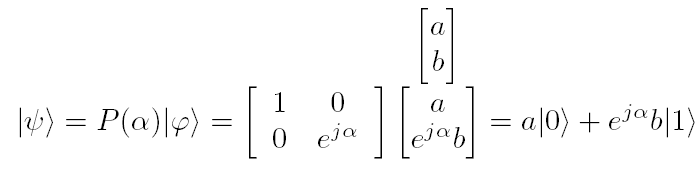 [a
b]
|ψ⟩ = P(α)|φ⟩ = [1 0
0 e^{jα}] [a
e^{jα}b] = a|0⟩ + e^{jα}b|1⟩